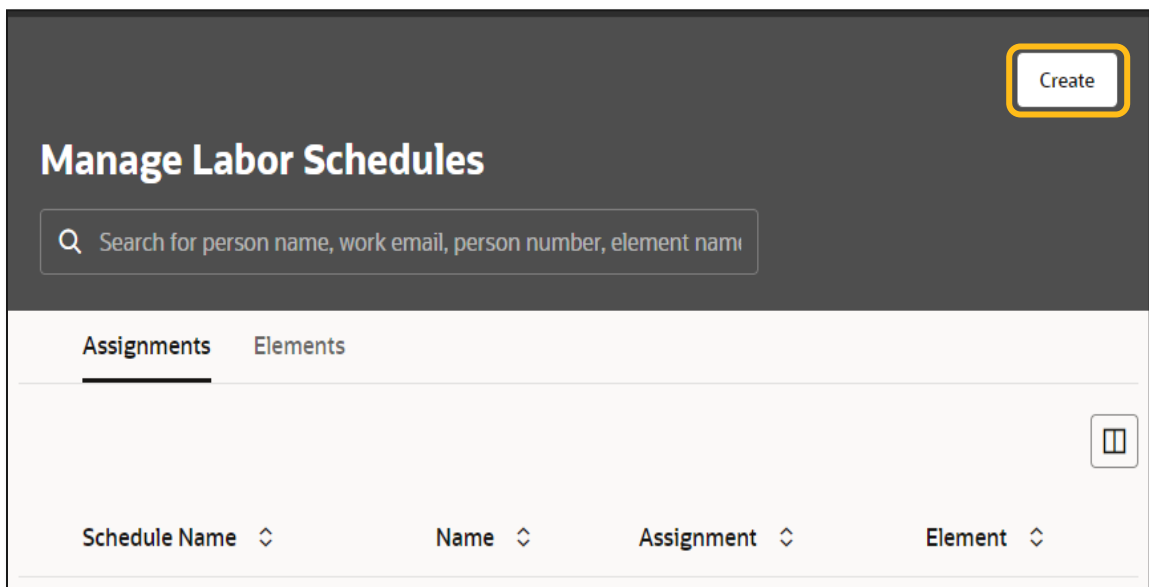 Create
Manage Labor Schedules
Search for person name, work email, person number, element name
Assignments Elements
Schedule Name Name Assignment Element